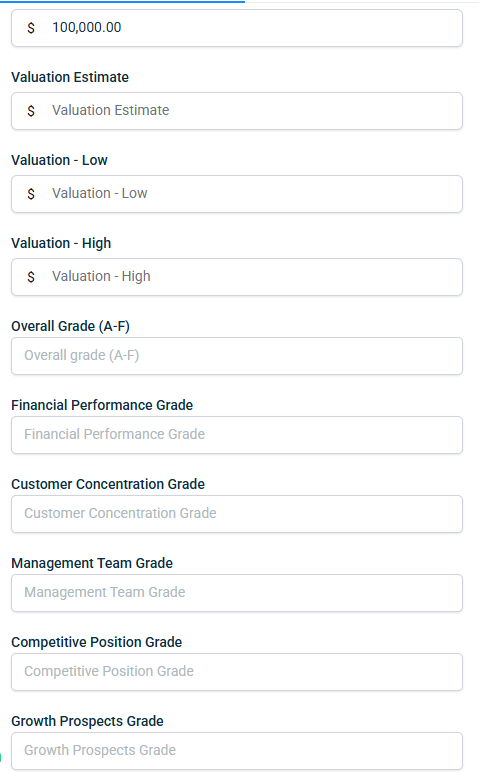 $ 100,000.00
Valuation Estimate
$ Valuation Estimate
Valuation - Low
$ Valuation - Low
Valuation - High
$ Valuation - High
Overall Grade (A-F)
Overall grade (A-F)
Financial Performance Grade
Financial Performance Grade
Customer Concentration Grade
Customer Concentration Grade
Management Team Grade
Management Team Grade
Competitive Position Grade
Competitive Position Grade
Growth Prospects Grade
Growth Prospects Grade